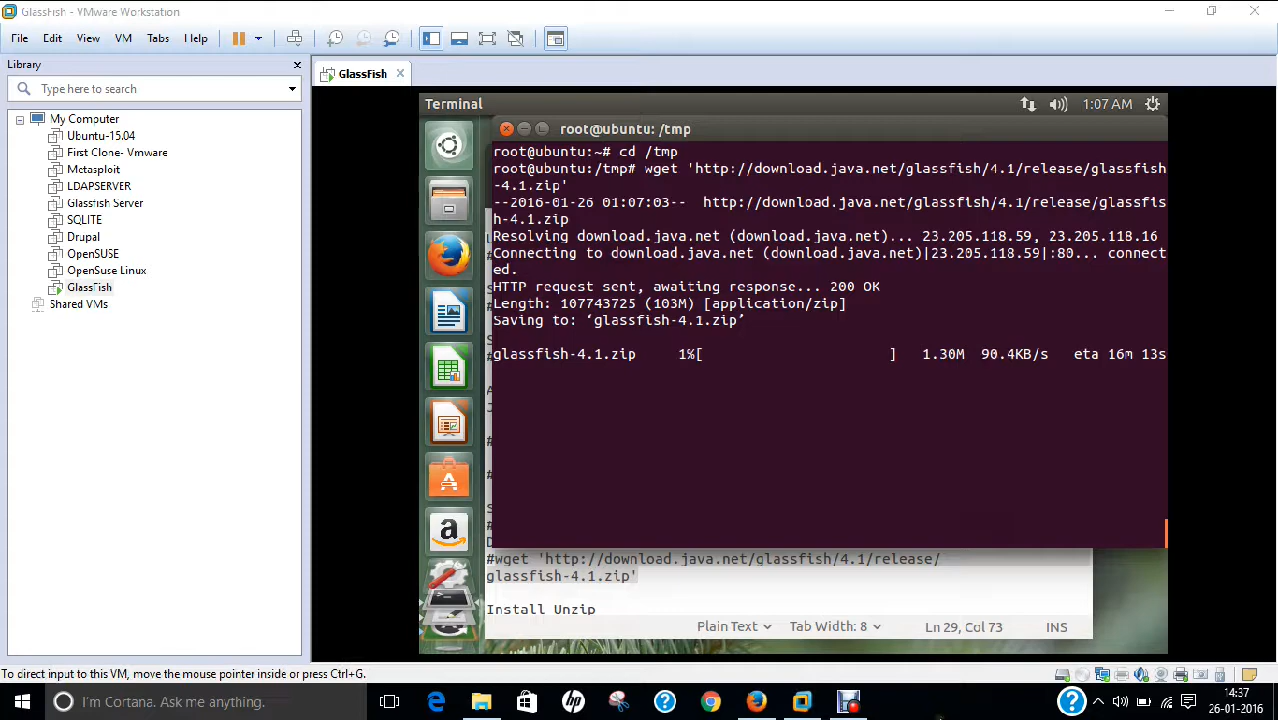 GlassFish - VMware Workstation
File Edit View VM Tabs Help
Library
Type here to search
My Computer
Ubuntu-15.04
First Clone- Vmware
Metasploit
LDAPSERVER
Glassfish Server
SQLITE
Drupal
OpenSUSE
OpenSuse Linux
GlassFish
Shared VMs
GlassFish
Terminal
1:07 AM
root@ubuntu: /tmp
root@ubuntu:~# cd /tmp
root@ubuntu:/tmp# wget 'http://download.java.net/glassfish/4.1/release/glassfish
-4.1.zip'
--2016-01-26 01:07:03--  http://download.java.net/glassfish/4.1/release/glassfis
h-4.1.zip
Resolving download.java.net (download.java.net)... 23.205.118.59, 23.205.118.16
Connecting to download.java.net (download.java.net)|23.205.118.59|:80... connect
ed.
HTTP request sent, awaiting response... 200 OK
Length: 107743725 (103M) [application/zip]
Saving to: ‘glassfish-4.1.zip’
glassfish-4.1.zip 1%[ ] 1.30M 90.4KB/s eta 16m 13s
#wget 'http://download.java.net/glassfish/4.1/release/
glassfish-4.1.zip'
Install Unzip
Plain Text Tab Width: 8 Ln 29, Col 73 INS
To direct input to this VM, move the mouse pointer inside or press Ctrl+G.
I'm Cortana. Ask me anything.
14:37
26-01-2016